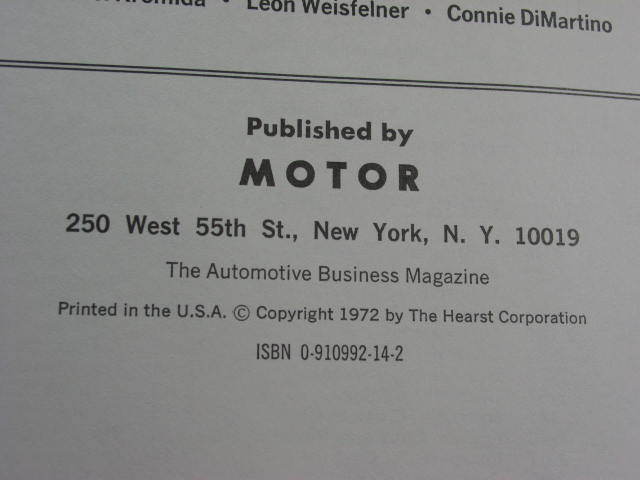 • Leon Weisfelner • Connie DiMartino
Published by
MOTOR
250 West 55th St., New York, N. Y. 10019
The Automotive Business Magazine
Printed in the U.S.A. © Copyright 1972 by The Hearst Corporation
ISBN 0-910992-14-2